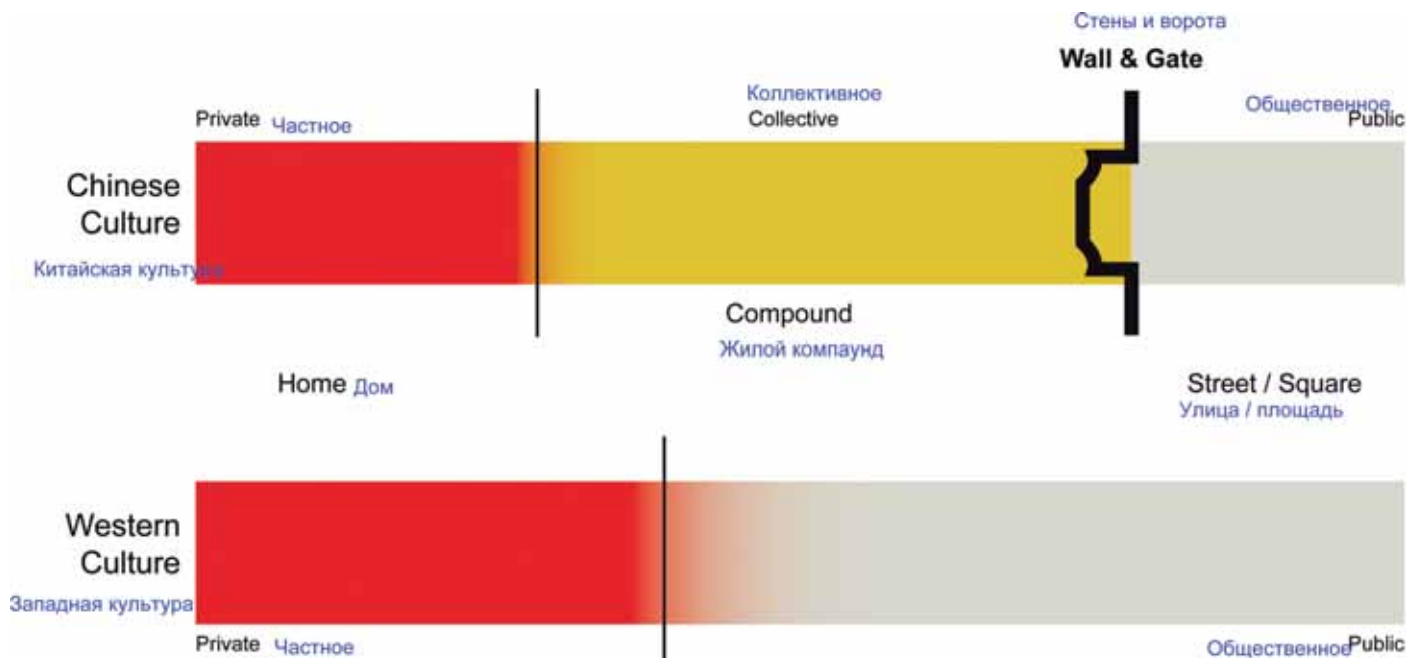 Стены и ворота
Wall & Gate
Private Частное
Коллективное
Collective
Общественное
Public
Chinese
Culture
Китайская культура
Compound
Жилой компаунд
Home Дом
Street / Square
Улица / площадь
Western
Culture
Западная культура
Private Частное
Общественное Public